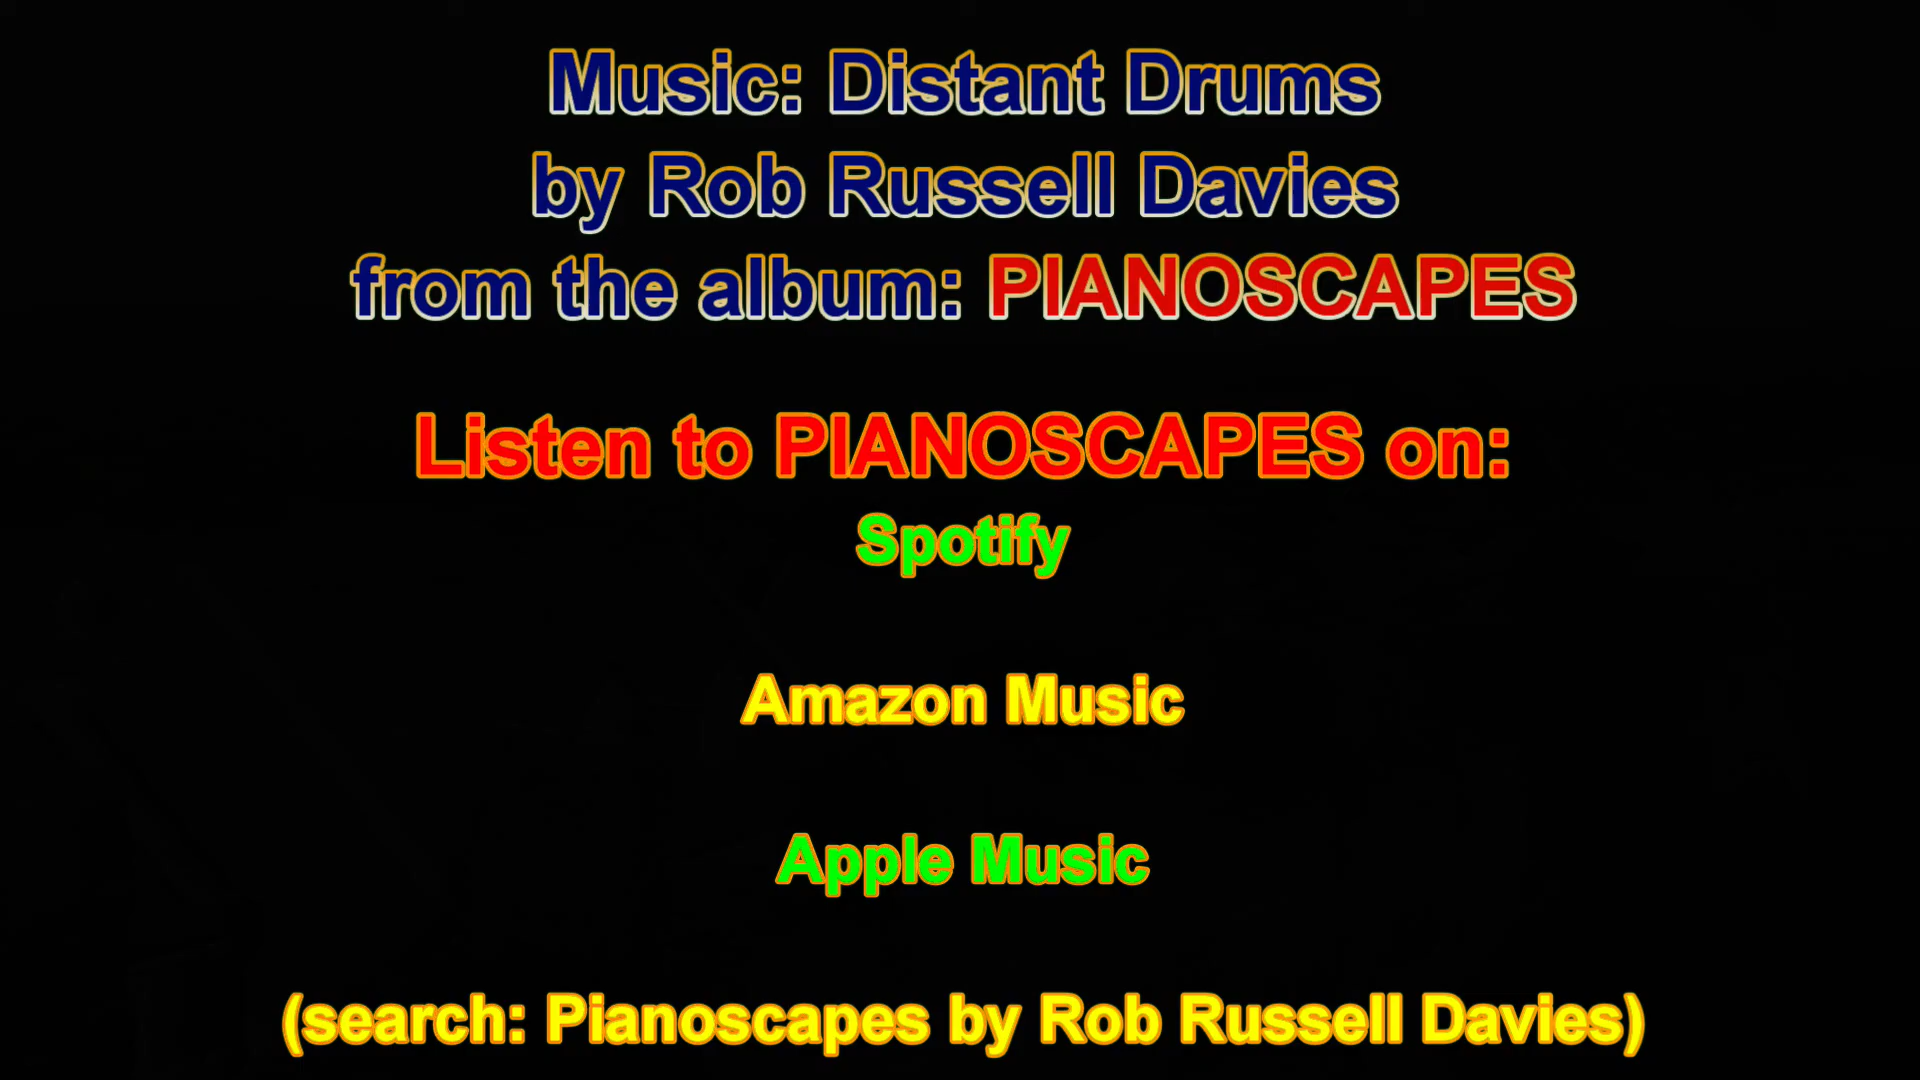 Music: Distant Drums
by Rob Russell Davies
from the album: PIANOSCAPES
Listen to PIANOSCAPES on:
Spotify
Amazon Music
Apple Music
(search: Pianoscapes by Rob Russell Davies)